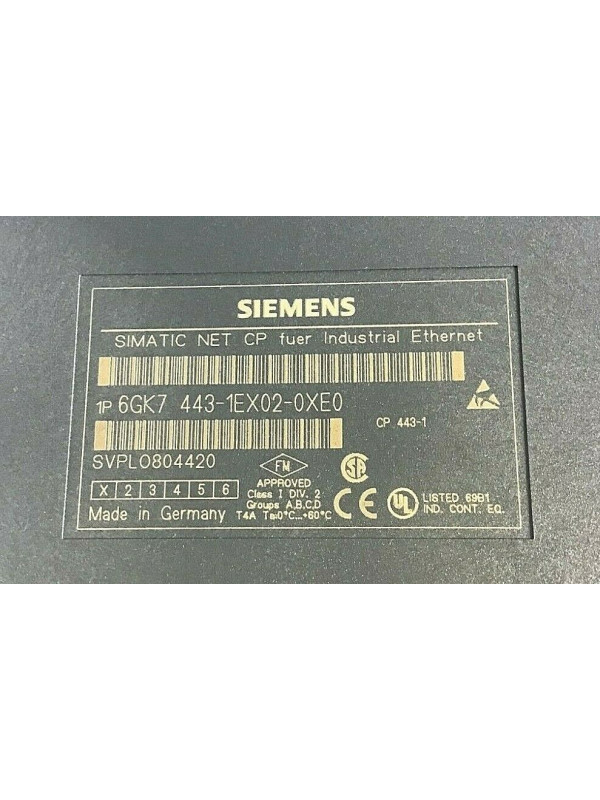 SIEMENS
SIMATIC NET CP fuer Industrial Ethernet
1P 6GK7 443-1EX02-0XE0
CP 443-1
SVPLO804420
FM
SA
APPROVED
Class I DIV. 2
Groups A,B,C,D
T4A Ta:0°C...+60°C
X 2 3 4 5 6
Made in Germany
CE
UL
LISTED 69B1
IND. CONT. EQ.